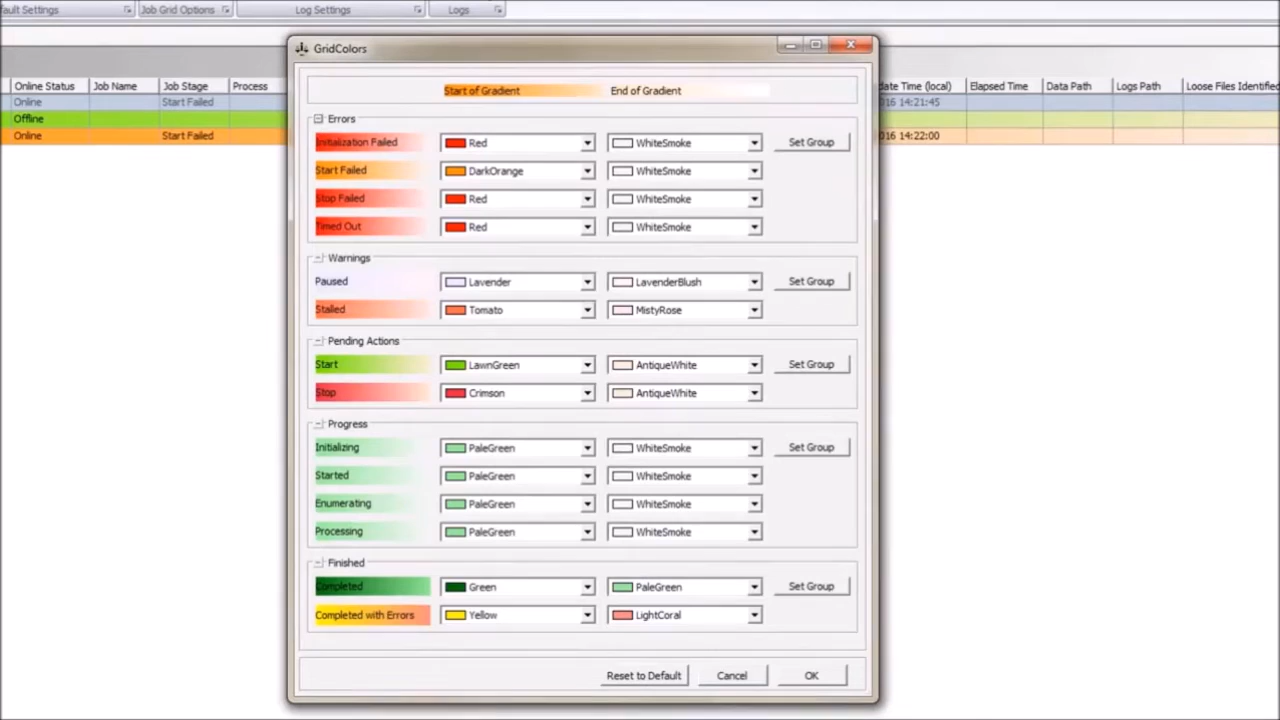 ault Settings Job Grid Options Log Settings Logs
GridColors
Online Status Job Name Job Stage Process date Time (local) Elapsed Time Data Path Logs Path Loose Files Identified
Online Start Failed 016 14:21:45
Offline
Online Start Failed 016 14:22:00
Start of Gradient End of Gradient
Errors
Initialization Failed Red WhiteSmoke Set Group
Start Failed DarkOrange WhiteSmoke
Stop Failed Red WhiteSmoke
Timed Out Red WhiteSmoke
Warnings
Paused Lavender LavenderBlush Set Group
Stalled Tomato MistyRose
Pending Actions
Start LawnGreen AntiqueWhite Set Group
Stop Crimson AntiqueWhite
Progress
Initializing PaleGreen WhiteSmoke Set Group
Started PaleGreen WhiteSmoke
Enumerating PaleGreen WhiteSmoke
Processing PaleGreen WhiteSmoke
Finished
Completed Green PaleGreen Set Group
Completed with Errors Yellow LightCoral
Reset to Default Cancel OK